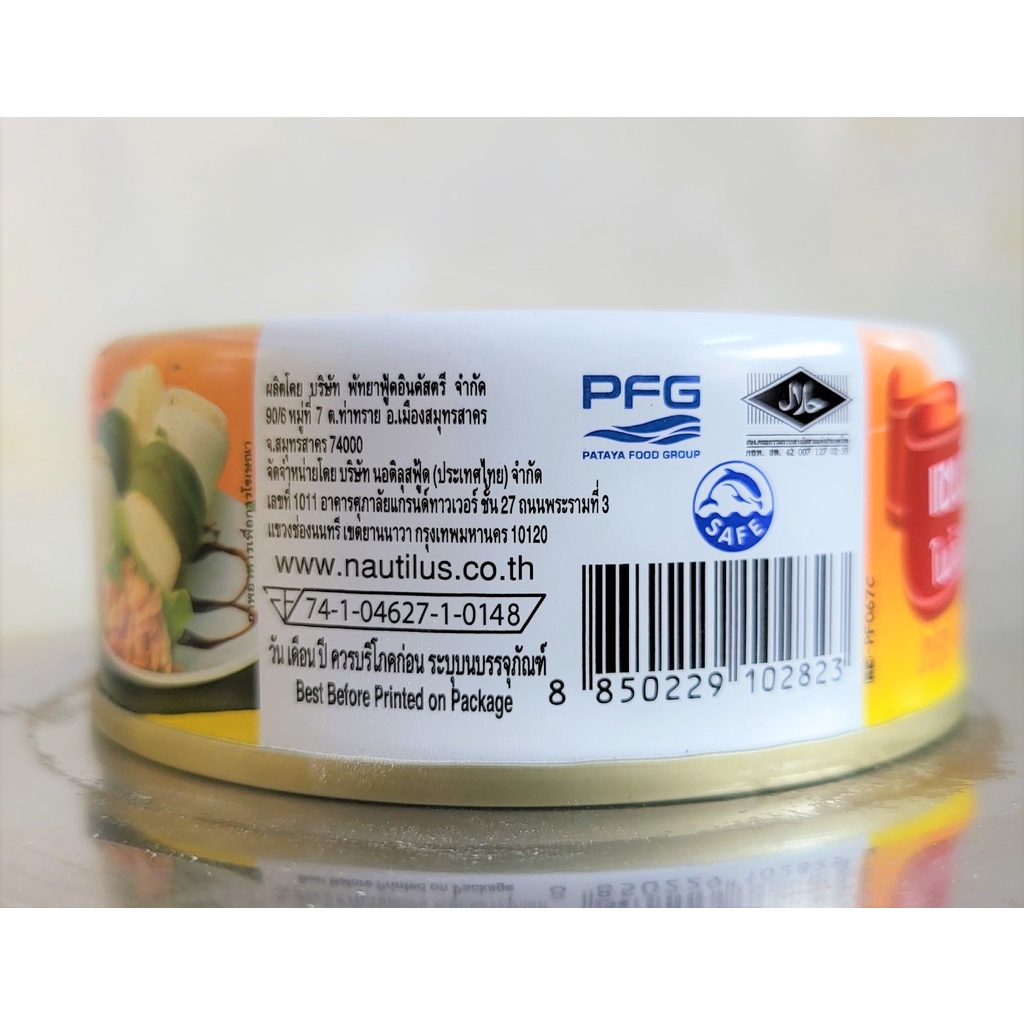 ผลิตโดย บริษัท พัทยาฟู้ดอินดัสตรี จำกัด
90/6 หมู่ที่ 7 ต.ท่าทราย อ.เมืองสมุทรสาคร
จ.สมุทรสาคร 74000
จัดจำหน่ายโดย บริษัท นอติลุสฟู้ด (ประเทศไทย) จำกัด
เลขที่ 1011 อาคารศุภาลัยแกรนด์ทาวเวอร์ ชั้น 27 ถนนพระรามที่ 3
แขวงช่องนนทรี เขตยานนาวา กรุงเทพมหานคร 10120
www.nautilus.co.th
74-1-04627-1-0148
วัน เดือน ปี ควรบริโภคก่อน ระบุบนบรรจุภัณฑ์
Best Before Printed on Package
PFG
PATAYA FOOD GROUP
حلال
SAFE
8 850229 102823